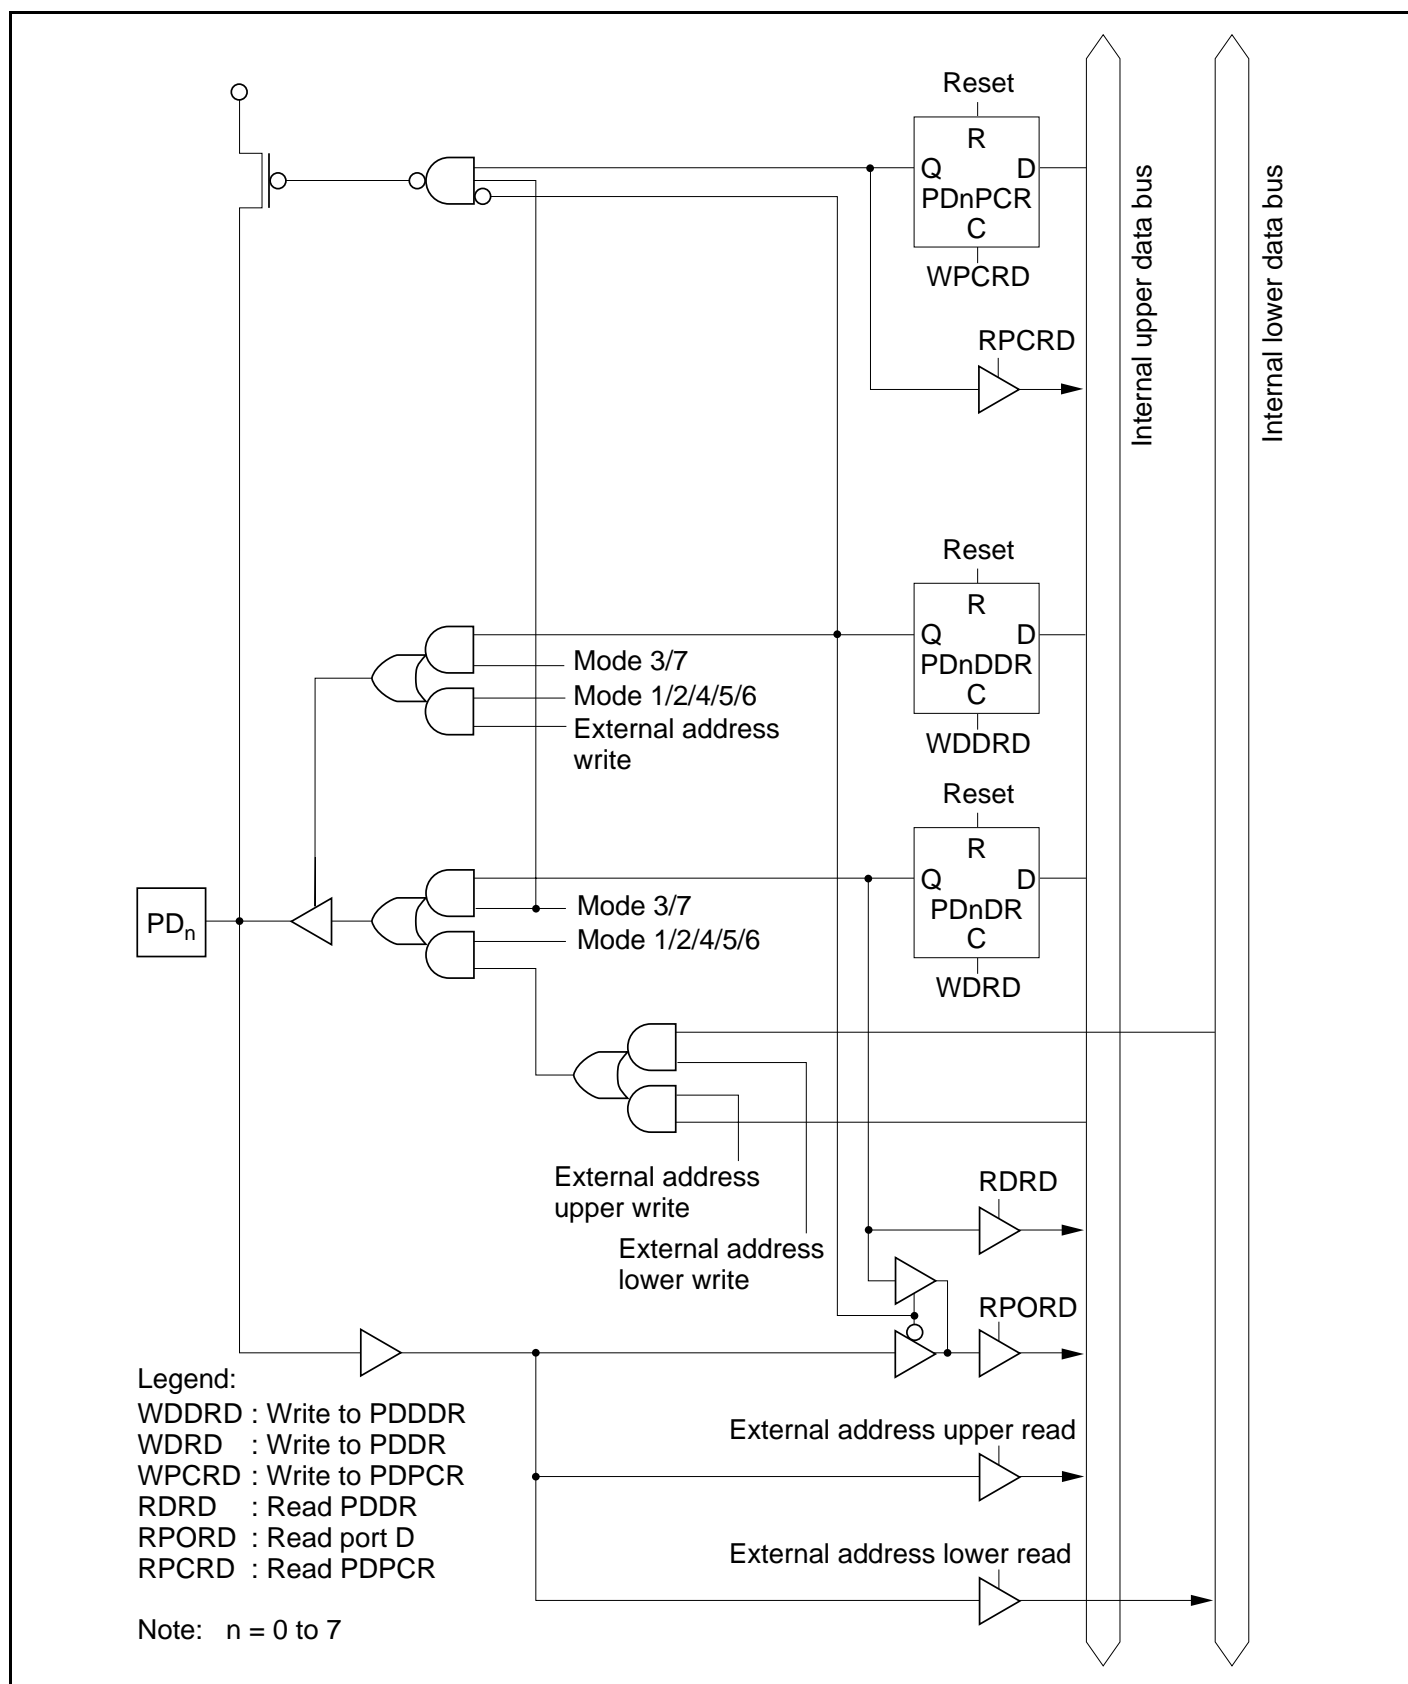 Reset
R
Q D
PDnPCR
C
WPCRD
RPCRD
Internal upper data bus
Internal lower data bus
Reset
R
Q D
PDnDDR
C
WDDRD
Mode 3/7
Mode 1/2/4/5/6
External address
write
Reset
R
Q D
PDnDR
C
WDRD
PDn
Mode 3/7
Mode 1/2/4/5/6
External address
upper write
External address
lower write
RDRD
RPORD
External address upper read
External address lower read
Legend:
WDDRD : Write to PDDDR
WDRD : Write to PDDR
WPCRD : Write to PDPCR
RDRD : Read PDDR
RPORD : Read port D
RPCRD : Read PDPCR
Note: n = 0 to 7